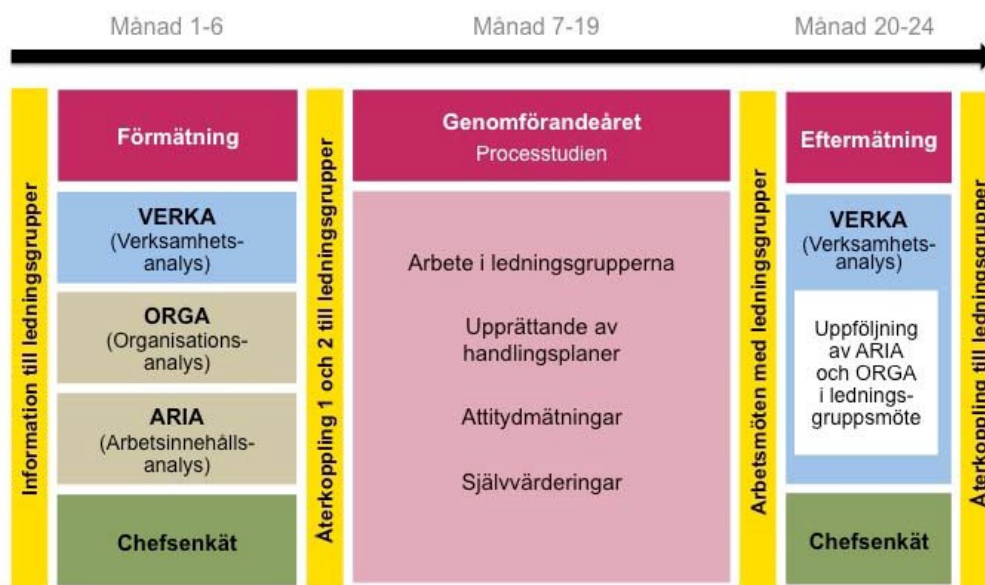 Månad 1-6
Månad 7-19
Månad 20-24
Information till ledningsgrupper
Förmätning
VERKA
(Verksamhets-
analys)
ORGA
(Organisations-
analys)
ARIA
(Arbetsinnehålls-
analys)
Chefsenkät
Återkoppling 1 och 2 till ledningsgrupper
Genomförandeåret
Processtudien
Arbete i ledningsgrupperna
Upprättande av
handlingsplaner
Attitydmätningar
Självvärderingar
Arbetsmöten med ledningsgrupper
Eftermätning
VERKA
(Verksamhets-
analys)
Uppföljning
av ARIA
och ORGA
i lednings-
gruppsmöte
Chefsenkät
Återkoppling till ledningsgrupper